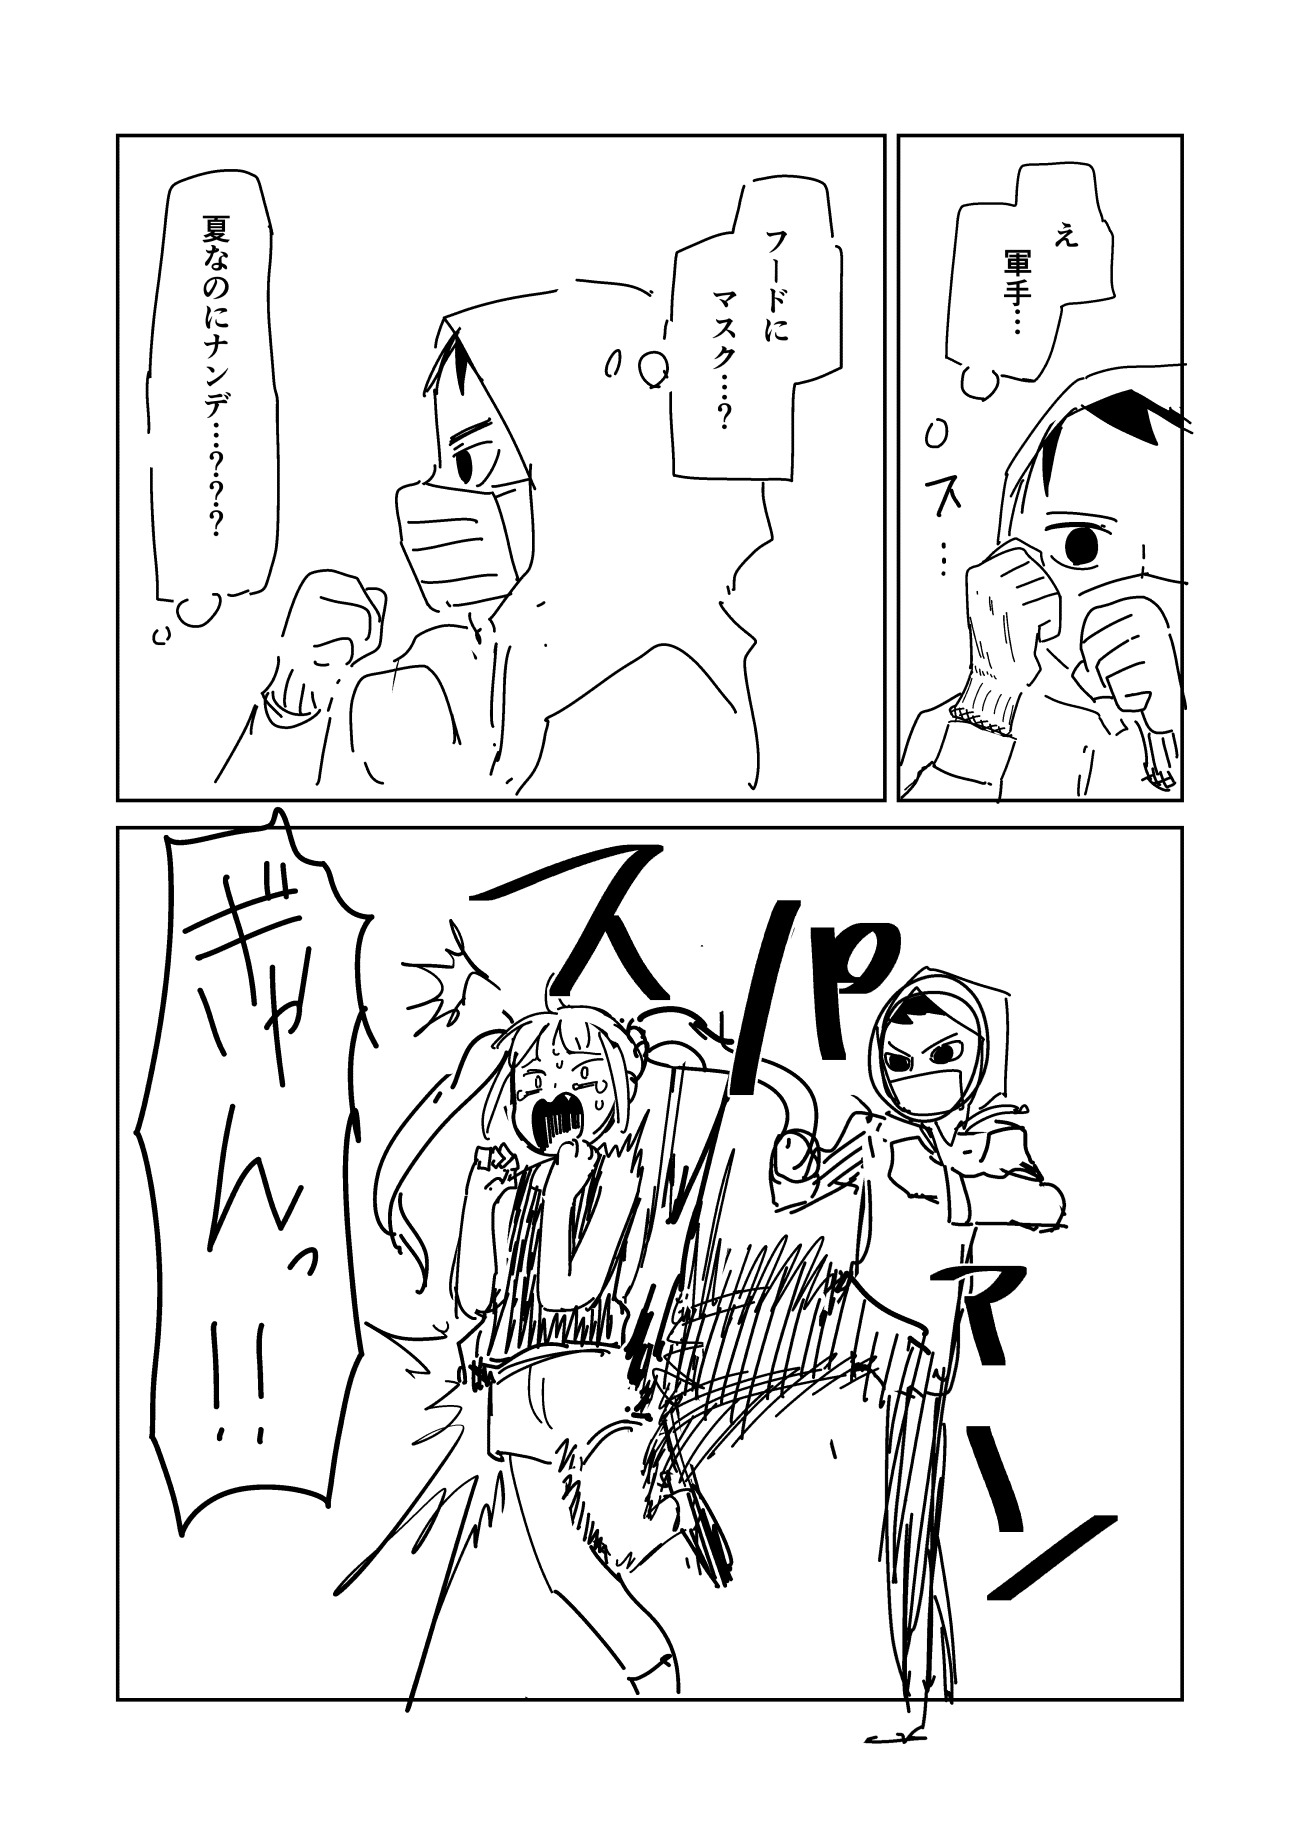 え
軍手…
ス…
フードに
マスク…?
夏なのにナンデ…???
スパァン
ぎゃんっ!!